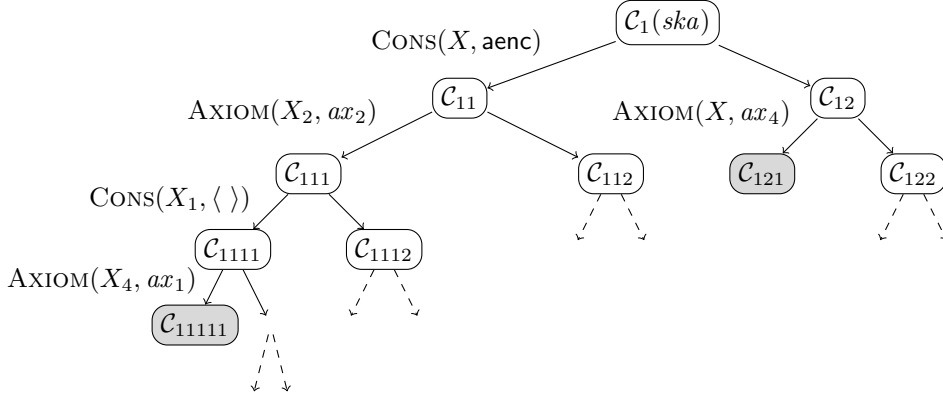 𝒞₁(ska)
CONS(X, aenc)
𝒞₁₁
𝒞₁₂
AXIOM(X₂, ax₂)
AXIOM(X, ax₄)
𝒞₁₁₁
𝒞₁₁₂
𝒞₁₂₁
𝒞₁₂₂
CONS(X₁, ⟨ ⟩)
𝒞₁₁₁₁
𝒞₁₁₁₂
AXIOM(X₄, ax₁)
𝒞₁₁₁₁₁